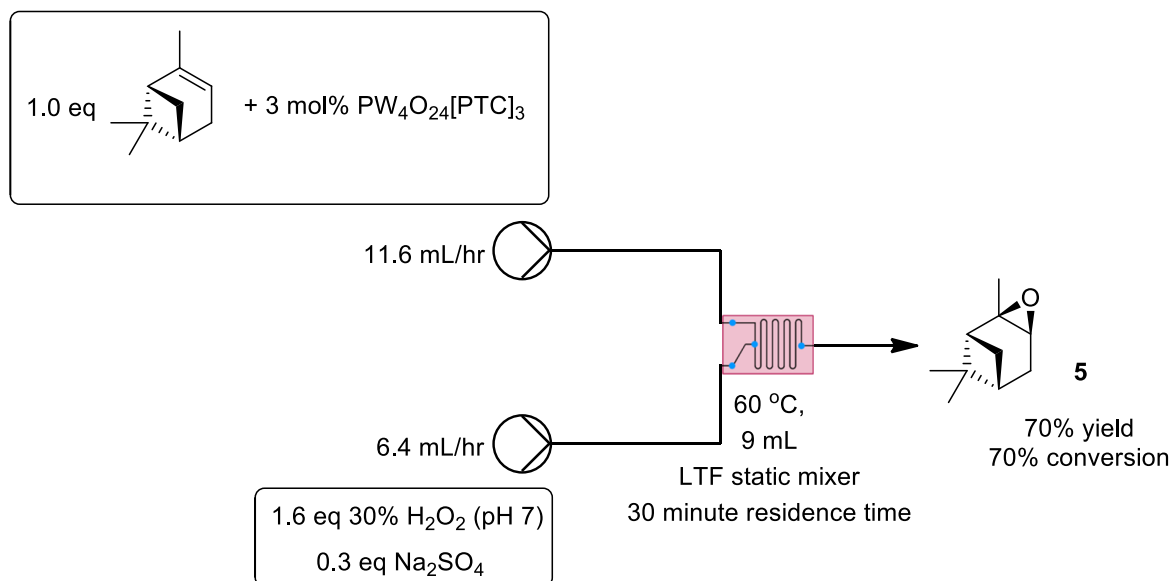 1.0 eq
+ 3 mol% PW₄O₂₄[PTC]₃
11.6 mL/hr
O
5
60 °C,
9 mL
LTF static mixer
30 minute residence time
6.4 mL/hr
70% yield
70% conversion
1.6 eq 30% H₂O₂ (pH 7)
0.3 eq Na₂SO₄